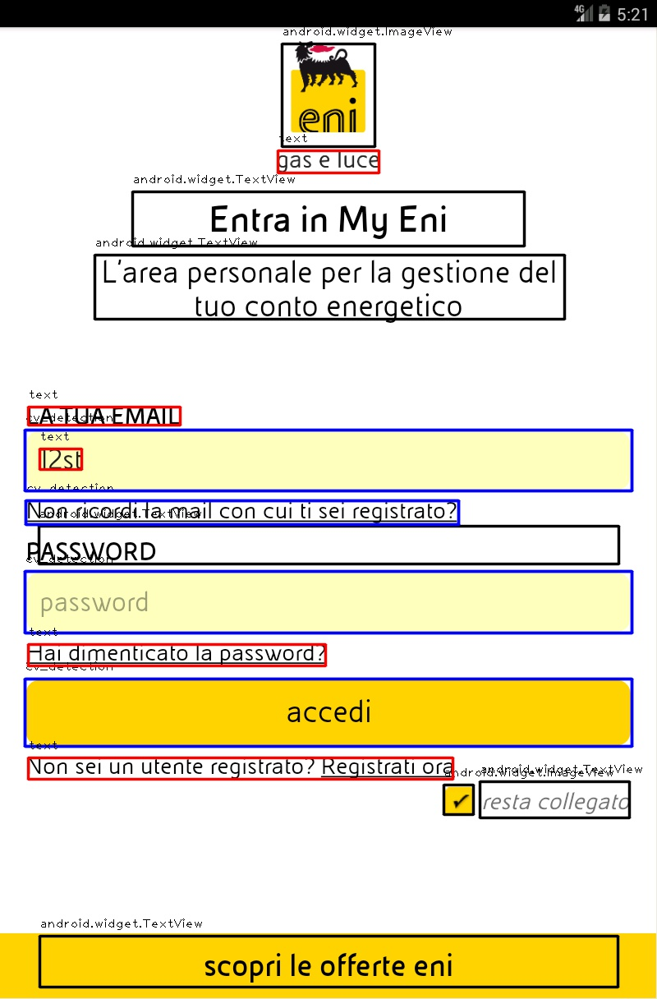 4G 5:21
android.widget.ImageView
eni
text
gas e luce
android.widget.TextView
Entra in My Eni
android.widget.TextView
L'area personale per la gestione del
tuo conto energetico
text
LA TUA EMAIL
cv_detection
text
l2st
cv_detection
Non ricordi la mail con cui ti sei registrato?
android.widget.TextView
PASSWORD
cv_detection
password
text
Hai dimenticato la password?
cv_detection
accedi
text
Non sei un utente registrato? Registrati ora
android.widget.ImageView
android.widget.TextView
resta collegato
android.widget.TextView
scopri le offerte eni